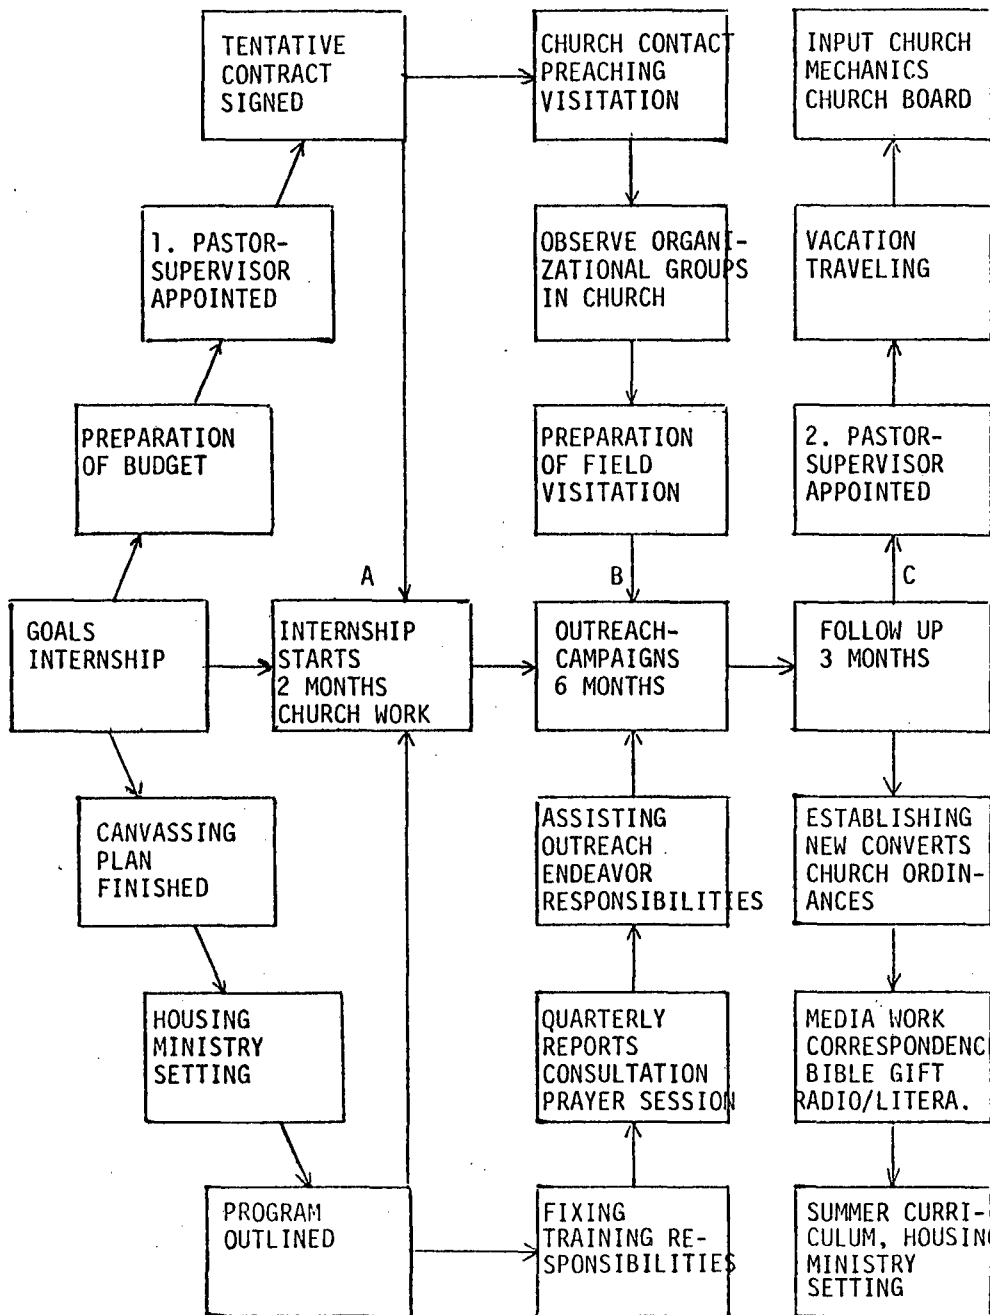 TENTATIVE
CONTRACT
SIGNED
CHURCH CONTACT
PREACHING
VISITATION
INPUT CHURCH
MECHANICS
CHURCH BOARD
1. PASTOR-
SUPERVISOR
APPOINTED
OBSERVE ORGANI-
ZATIONAL GROUPS
IN CHURCH
VACATION
TRAVELING
PREPARATION
OF BUDGET
PREPARATION
OF FIELD
VISITATION
2. PASTOR-
SUPERVISOR
APPOINTED
A
B
C
GOALS
INTERNSHIP
INTERNSHIP
STARTS
2 MONTHS
CHURCH WORK
OUTREACH-
CAMPAIGNS
6 MONTHS
FOLLOW UP
3 MONTHS
CANVASSING
PLAN
FINISHED
ASSISTING
OUTREACH
ENDEAVOR
RESPONSIBILITIES
ESTABLISHING
NEW CONVERTS
CHURCH ORDIN-
ANCES
HOUSING
MINISTRY
SETTING
QUARTERLY
REPORTS
CONSULTATION
PRAYER SESSION
MEDIA WORK
CORRESPONDENC
BIBLE GIFT
RADIO/LITERA.
PROGRAM
OUTLINED
FIXING
TRAINING RE-
SPONSIBILITIES
SUMMER CURRI-
CULUM, HOUSING
MINISTRY
SETTING